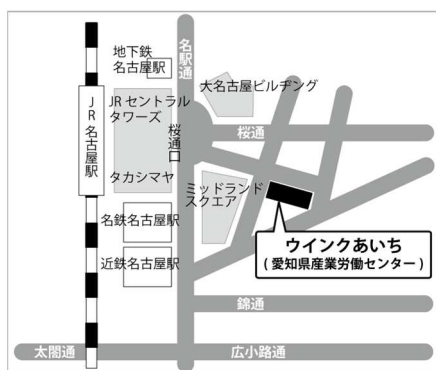 地下鉄
名古屋駅
名駅通
大名古屋ビルヂング
JR名古屋駅
JRセントラル
タワーズ
桜通口
桜通
タカシマヤ
ミッドランド
スクエア
名鉄名古屋駅
ウインクあいち
(愛知県産業労働センター)
近鉄名古屋駅
錦通
太閤通
広小路通